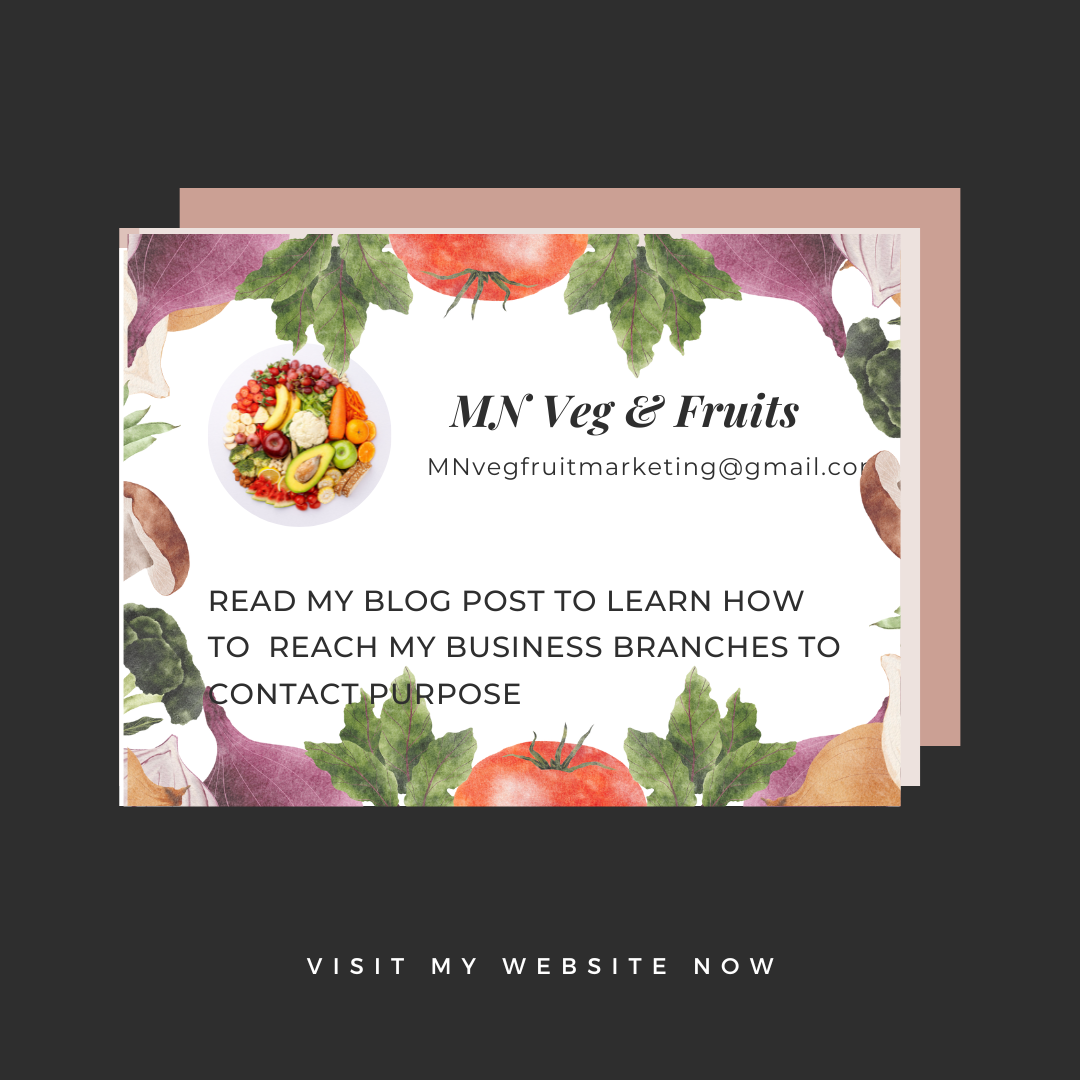 MN Veg & Fruits
MNvegfruitmarketing@gmail.cor
READ MY BLOG POST TO LEARN HOW
TO  REACH MY BUSINESS BRANCHES TO
CONTACT PURPOSE
VISIT MY WEBSITE NOW